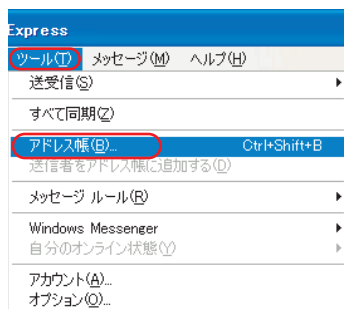 Express
ツール(T) メッセージ(M) ヘルプ(H)
送受信(S)
すべて同期(Z)
アドレス帳(B)... Ctrl+Shift+B
送信者をアドレス帳に追加する(D)
メッセージ ルール(R)
Windows Messenger
自分のオンライン状態(Y)
アカウント(A)...
オプション(O)...